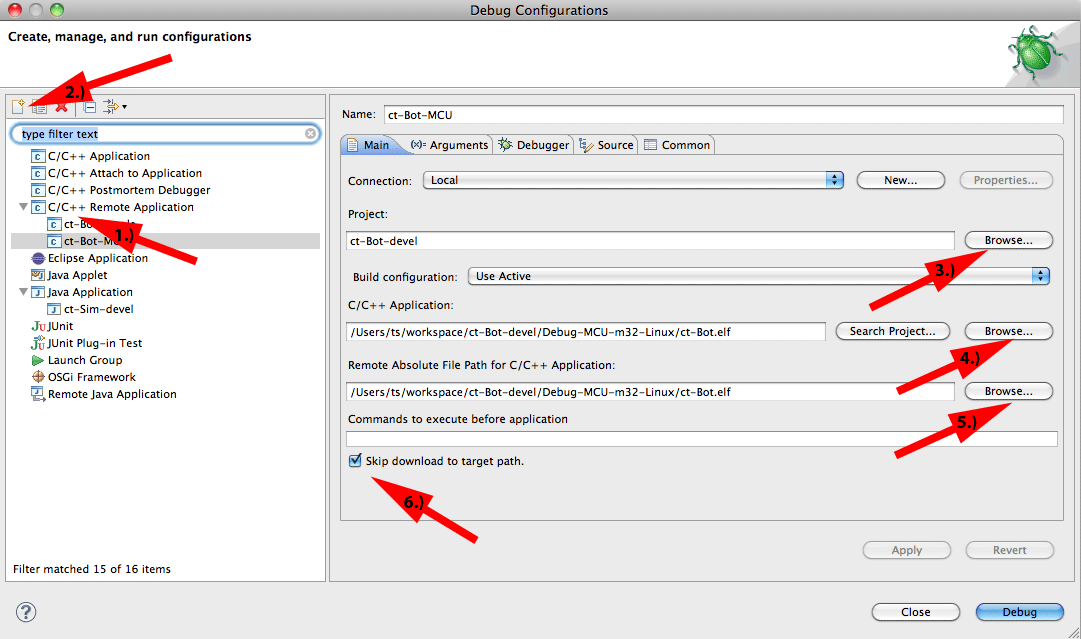 Debug Configurations
Create, manage, and run configurations
2.)
type filter text
C/C++ Application
C/C++ Attach to Application
C/C++ Postmortem Debugger
C/C++ Remote Application
1.)
ct-Bot-MC
Eclipse Application
Java Applet
Java Application
ct-Sim-devel
JUnit
JUnit Plug-in Test
Launch Group
OSGi Framework
Remote Java Application
Filter matched 15 of 16 items
Name: ct-Bot-MCU
Main (x)= Arguments Debugger Source Common
Connection: Local New... Properties...
Project:
ct-Bot-devel Browse...
3.)
Build configuration: Use Active
C/C++ Application:
/Users/ts/workspace/ct-Bot-devel/Debug-MCU-m32-Linux/ct-Bot.elf Search Project... Browse...
4.)
Remote Absolute File Path for C/C++ Application:
/Users/ts/workspace/ct-Bot-devel/Debug-MCU-m32-Linux/ct-Bot.elf Browse...
5.)
Commands to execute before application
Skip download to target path.
6.)
Apply Revert
? Close Debug